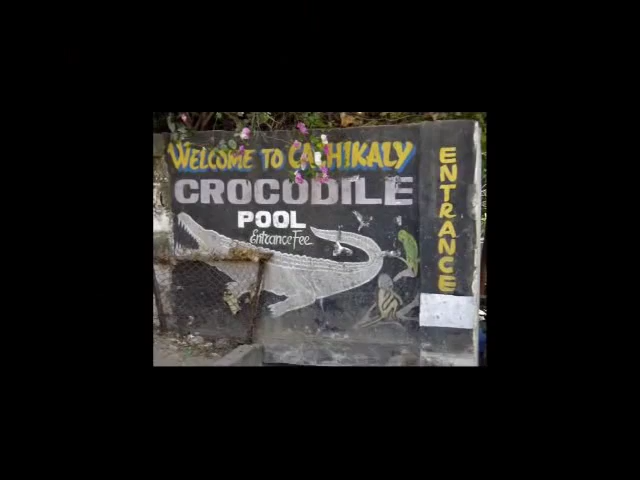 WELCOME TO CACHIKALY
CROCODILE
POOL
Entrance Fee
ENTRANCE